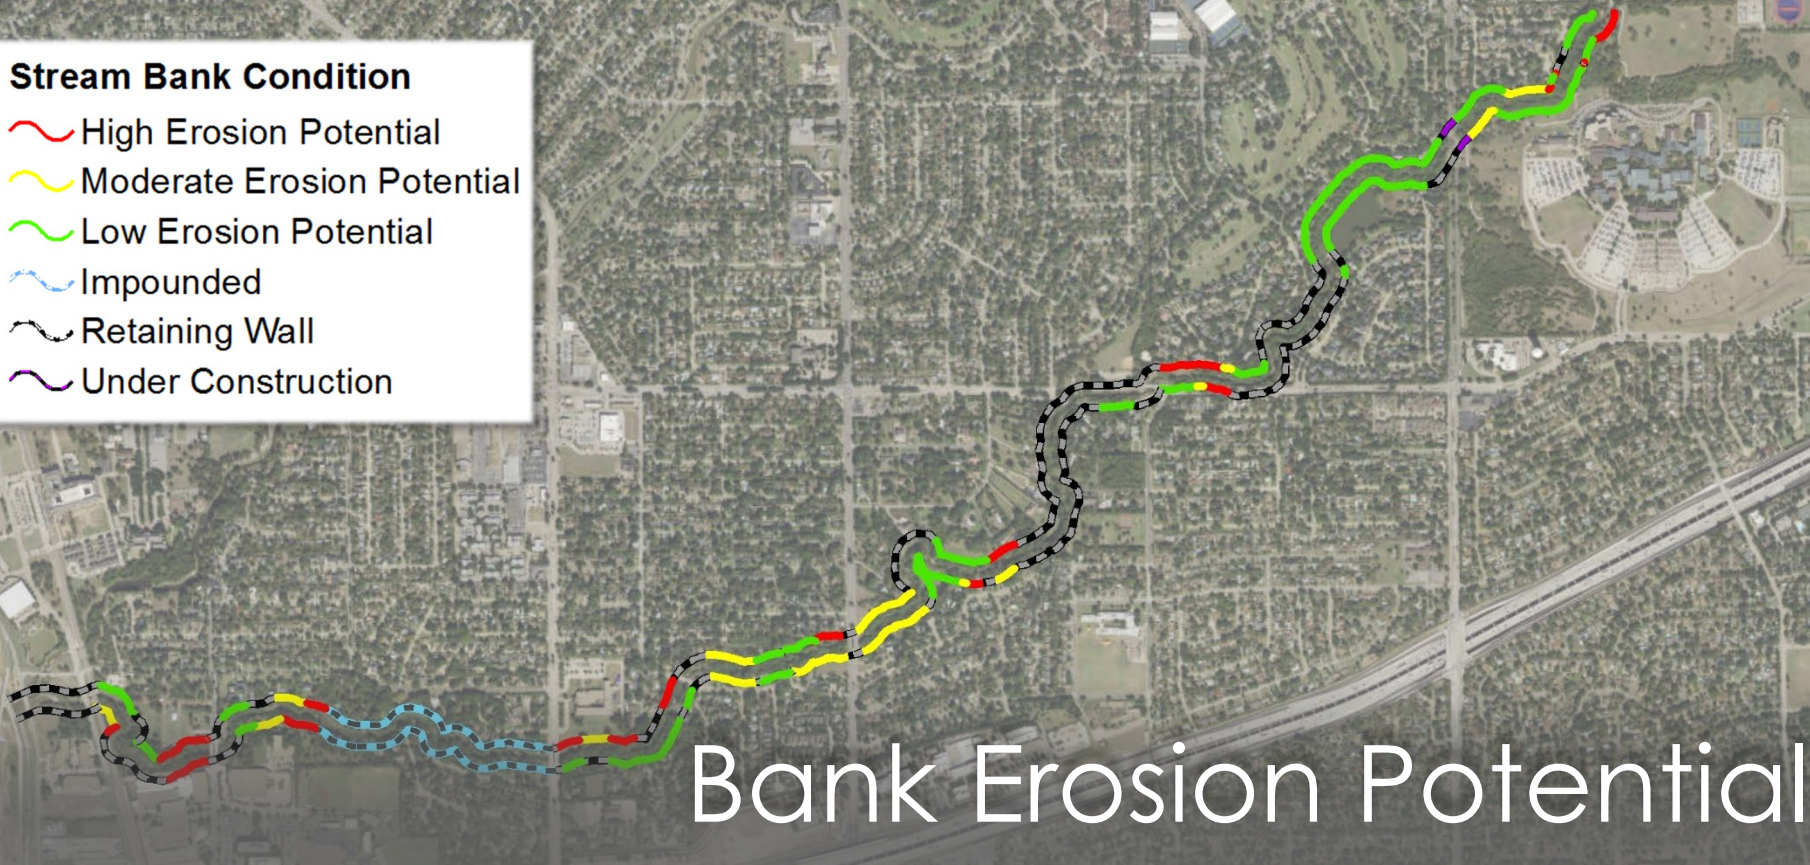 Stream Bank Condition
High Erosion Potential
Moderate Erosion Potential
Low Erosion Potential
Impounded
Retaining Wall
Under Construction
Bank Erosion Potential